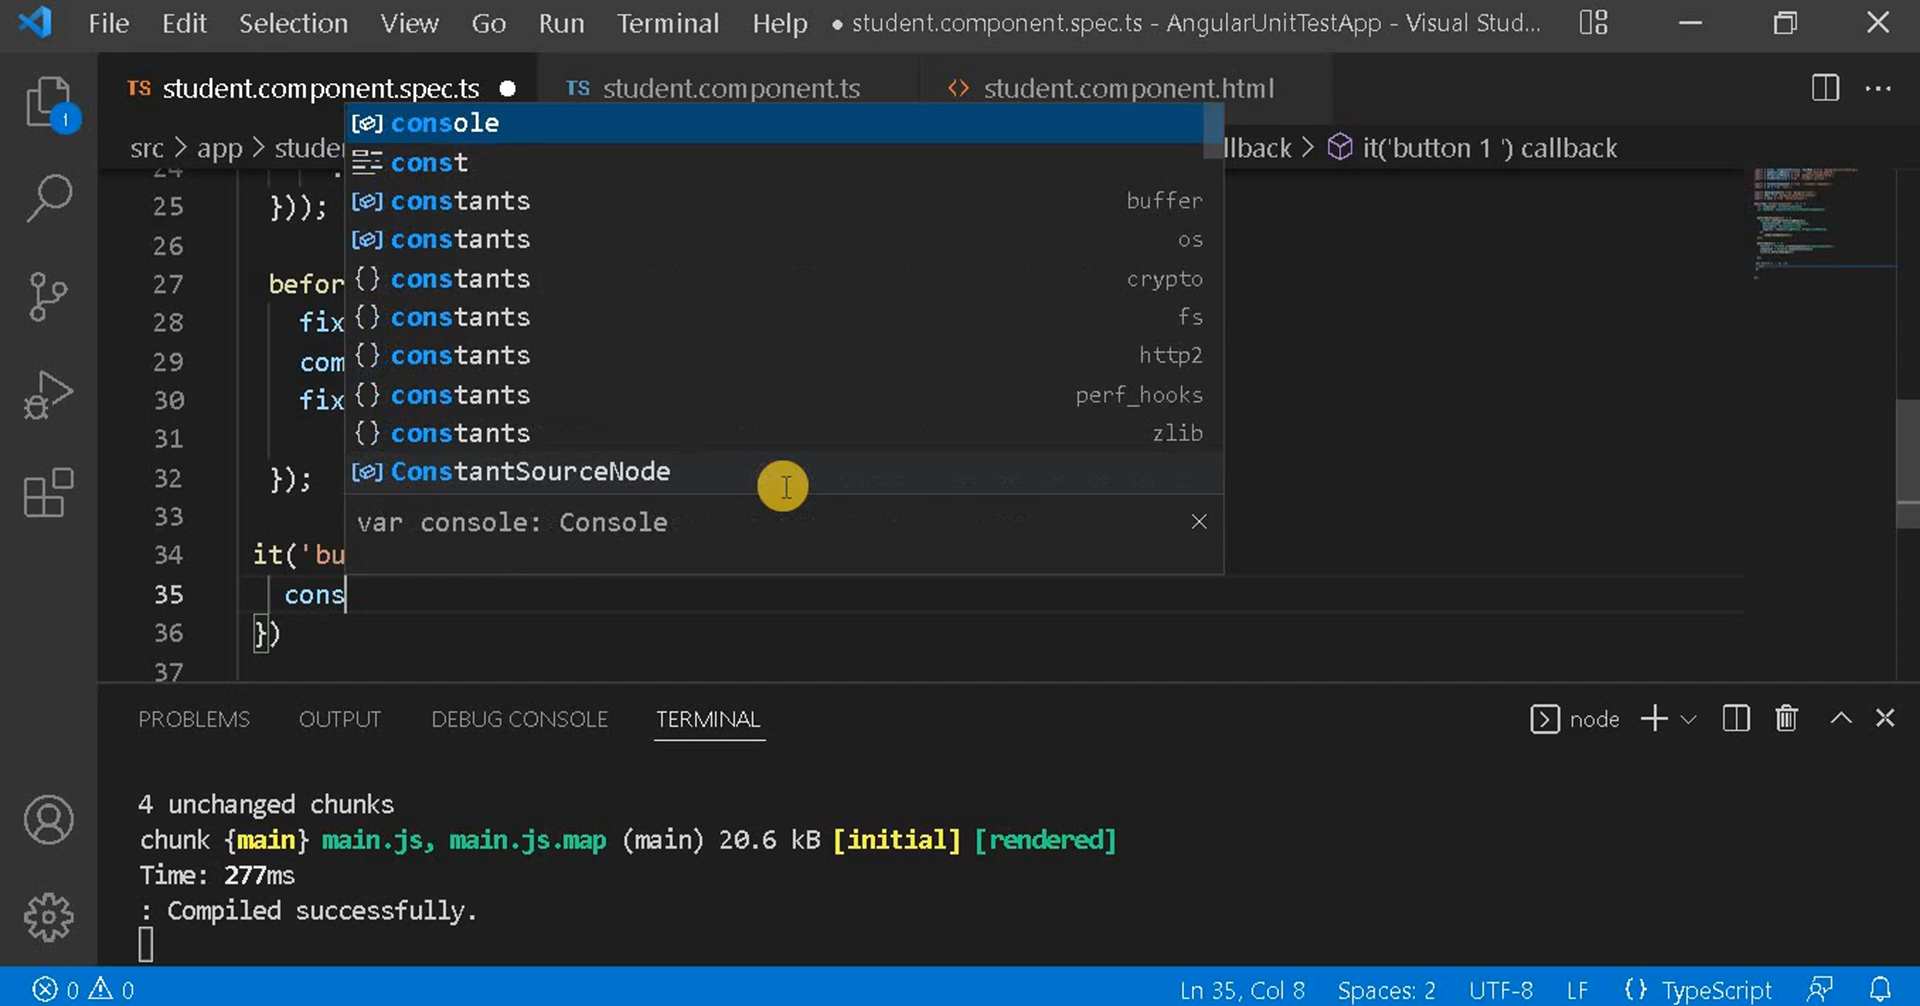 File Edit Selection View Go Run Terminal Help ● student.component.spec.ts - AngularUnitTestApp - Visual Stud...
TS student.component.spec.ts ● TS student.component.ts <> student.component.html ...
1
src > app > stude
llback > it('button 1 ') callback
console
const
constants buffer
constants os
constants crypto
constants fs
constants http2
constants perf_hooks
constants zlib
ConstantSourceNode
var console: Console
24
25 }));
26
27 befor
28 fix
29 com
30 fix
31
32 });
33
34 it('bu
35 cons
36 })
37
PROBLEMS OUTPUT DEBUG CONSOLE TERMINAL node
4 unchanged chunks
chunk {main} main.js, main.js.map (main) 20.6 kB [initial] [rendered]
Time: 277ms
: Compiled successfully.
0 0 Ln 35, Col 8 Spaces: 2 UTF-8 LF {} TypeScript